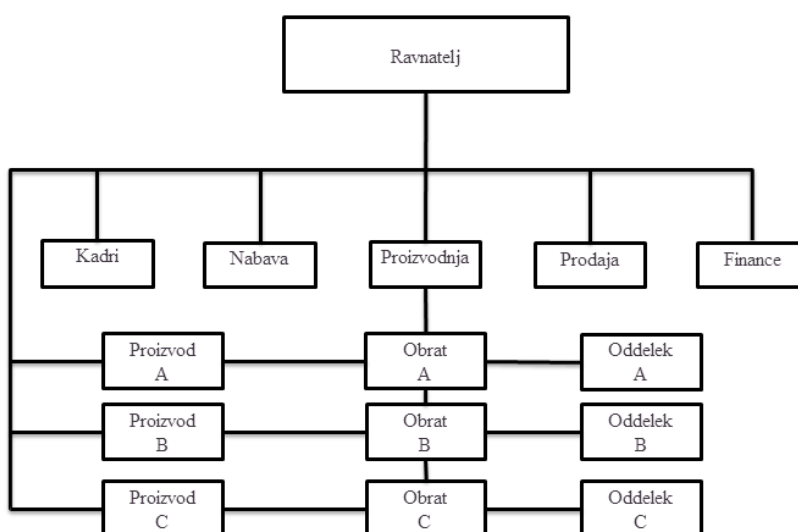 Ravnatelj
Kadri
Nabava
Proizvodnja
Prodaja
Finance
Proizvod
A
Obrat
A
Oddelek
A
Proizvod
B
Obrat
B
Oddelek
B
Proizvod
C
Obrat
C
Oddelek
C